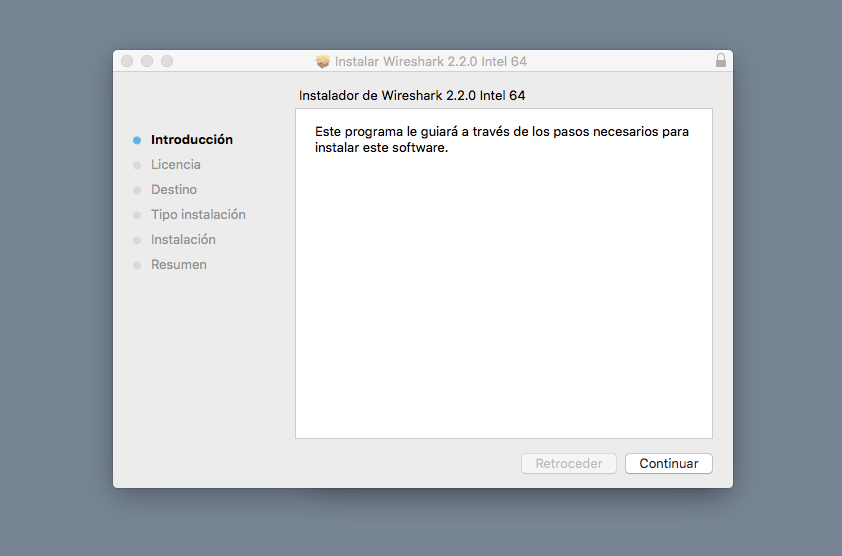 Instalar Wireshark 2.2.0 Intel 64
Instalador de Wireshark 2.2.0 Intel 64
Introducción
Licencia
Destino
Tipo instalación
Instalación
Resumen
Este programa le guiará a través de los pasos necesarios para
instalar este software.
Retroceder
Continuar